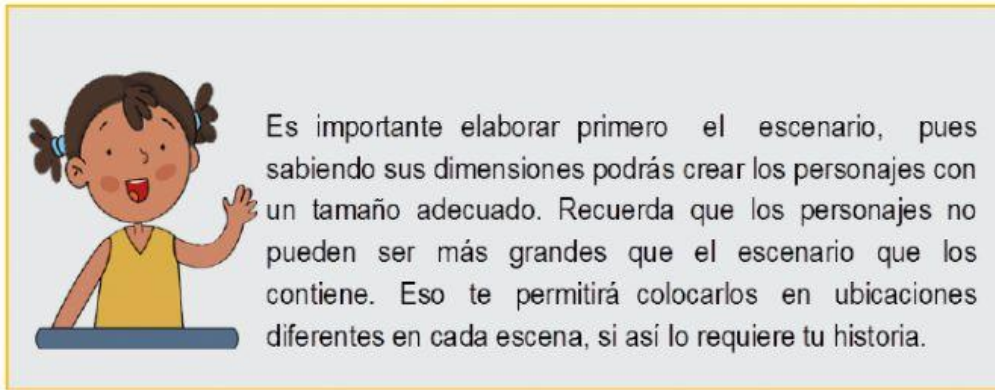 Es importante elaborar primero el escenario, pues
sabiendo sus dimensiones podrás crear los personajes con
un tamaño adecuado. Recuerda que los personajes no
pueden ser más grandes que el escenario que los
contiene. Eso te permitirá colocarlos en ubicaciones
diferentes en cada escena, si así lo requiere tu historia.